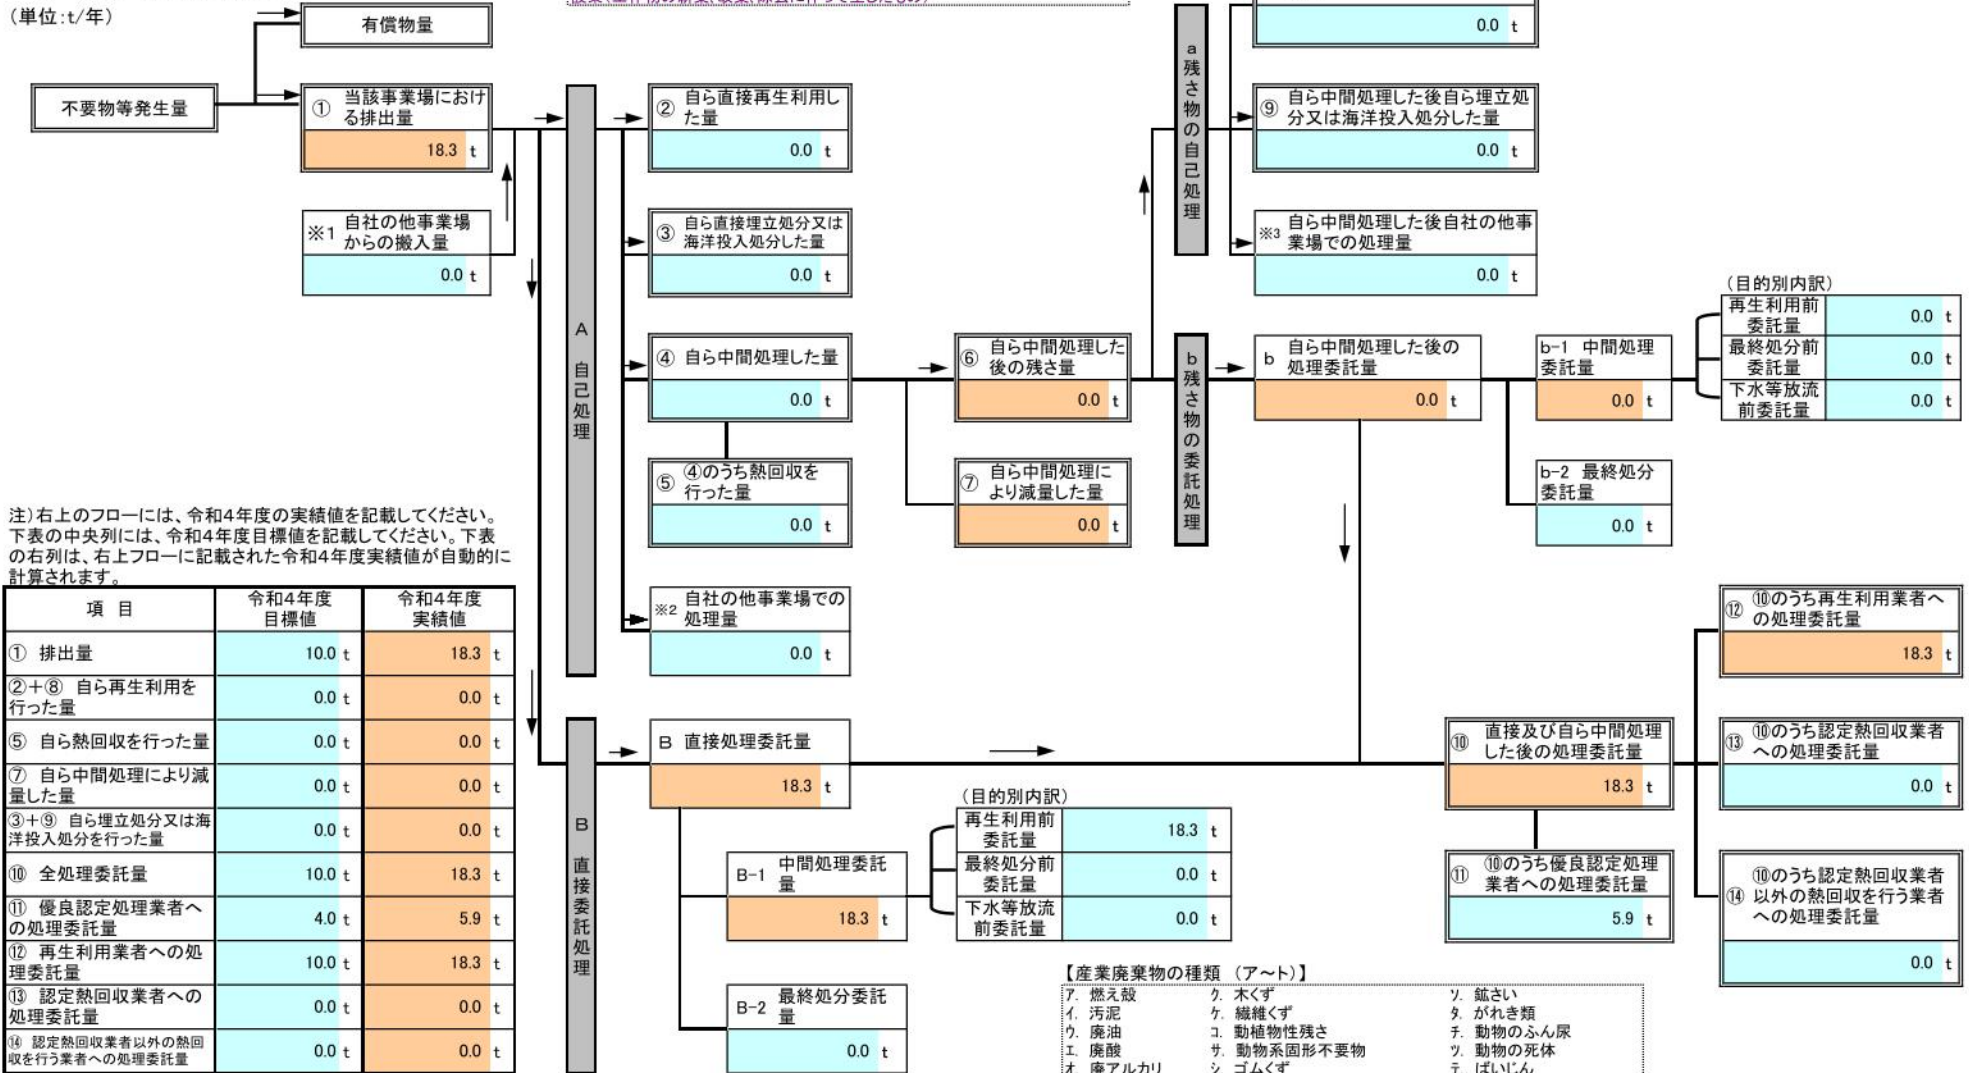 (単位:t/年)
有償物量
不要物等発生量
① 当該事業場におけ
る排出量
18.3 t
※1 自社の他事業場
からの搬入量
0.0 t
A 自己処理
② 自ら直接再生利用し
た量
0.0 t
③ 自ら直接埋立処分又は
海洋投入処分した量
0.0 t
④ 自ら中間処理した量
0.0 t
⑤ ④のうち熱回収を
行った量
0.0 t
※2 自社の他事業場での
処理量
0.0 t
⑥ 自ら中間処理した
後の残さ量
0.0 t
⑦ 自ら中間処理に
より減量した量
0.0 t
a 残さ物の自己処理
0.0 t
⑨ 自ら中間処理した後自ら埋立処
分又は海洋投入処分した量
0.0 t
※3 自ら中間処理した後自社の他事
業場での処理量
0.0 t
b 残さ物の委託処理
b 自ら中間処理した後の
処理委託量
0.0 t
b-1 中間処理
委託量
0.0 t
b-2 最終処分
委託量
0.0 t
(目的別内訳)
再生利用前
委託量 0.0 t
最終処分前
委託量 0.0 t
下水等放流
前委託量 0.0 t
注)右上のフローには、令和4年度の実績値を記載してください。
下表の中央列には、令和4年度目標値を記載してください。下表
の右列は、右上フローに記載された令和4年度実績値が自動的に
計算されます。
項 目 令和4年度
目標値 令和4年度
実績値
① 排出量 10.0 t 18.3 t
②+⑧ 自ら再生利用を
行った量 0.0 t 0.0 t
⑤ 自ら熱回収を行った量 0.0 t 0.0 t
⑦ 自ら中間処理により減
量した量 0.0 t 0.0 t
③+⑨ 自ら埋立処分又は海
洋投入処分を行った量 0.0 t 0.0 t
⑩ 全処理委託量 10.0 t 18.3 t
⑪ 優良認定処理業者へ
の処理委託量 4.0 t 5.9 t
⑫ 再生利用業者への処
理委託量 10.0 t 18.3 t
⑬ 認定熱回収業者への
処理委託量 0.0 t 0.0 t
⑭ 認定熱回収業者以外の熱回
収を行う業者への処理委託量 0.0 t 0.0 t
B 直接委託処理
B 直接処理委託量
18.3 t
B-1 中間処理委託
量
18.3 t
B-2 最終処分委託
量
0.0 t
(目的別内訳)
再生利用前
委託量 18.3 t
最終処分前
委託量 0.0 t
下水等放流
前委託量 0.0 t
⑩ 直接及び自ら中間処理
した後の処理委託量
18.3 t
⑪ ⑩のうち優良認定処理
業者への処理委託量
5.9 t
⑫ ⑩のうち再生利用業者へ
の処理委託量
18.3 t
⑬ ⑩のうち認定熱回収業者
への処理委託量
0.0 t
⑭ ⑩のうち認定熱回収業者
以外の熱回収を行う業者
への処理委託量
0.0 t
【産業廃棄物の種類 (ア~ト)】
ア. 燃え殻 ク. 木くず ソ. 鉱さい
イ. 汚泥 ケ. 繊維くず タ. がれき類
ウ. 廃油 コ. 動植物性残さ チ. 動物のふん尿
エ. 廃酸 サ. 動物系固形不要物 ツ. 動物の死体
オ. 廃アルカリ シ. ゴムくず テ. ばいじん